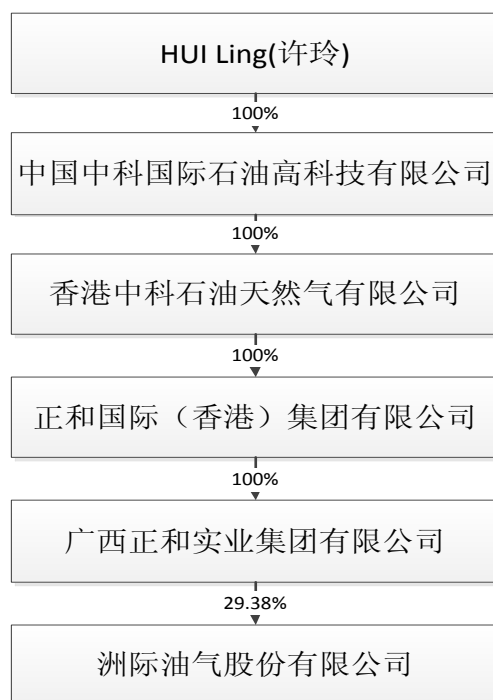 HUI Ling(许玲)
100%
中国中科国际石油高科技有限公司
100%
香港中科石油天然气有限公司
100%
正和国际（香港）集团有限公司
100%
广西正和实业集团有限公司
29.38%
洲际油气股份有限公司